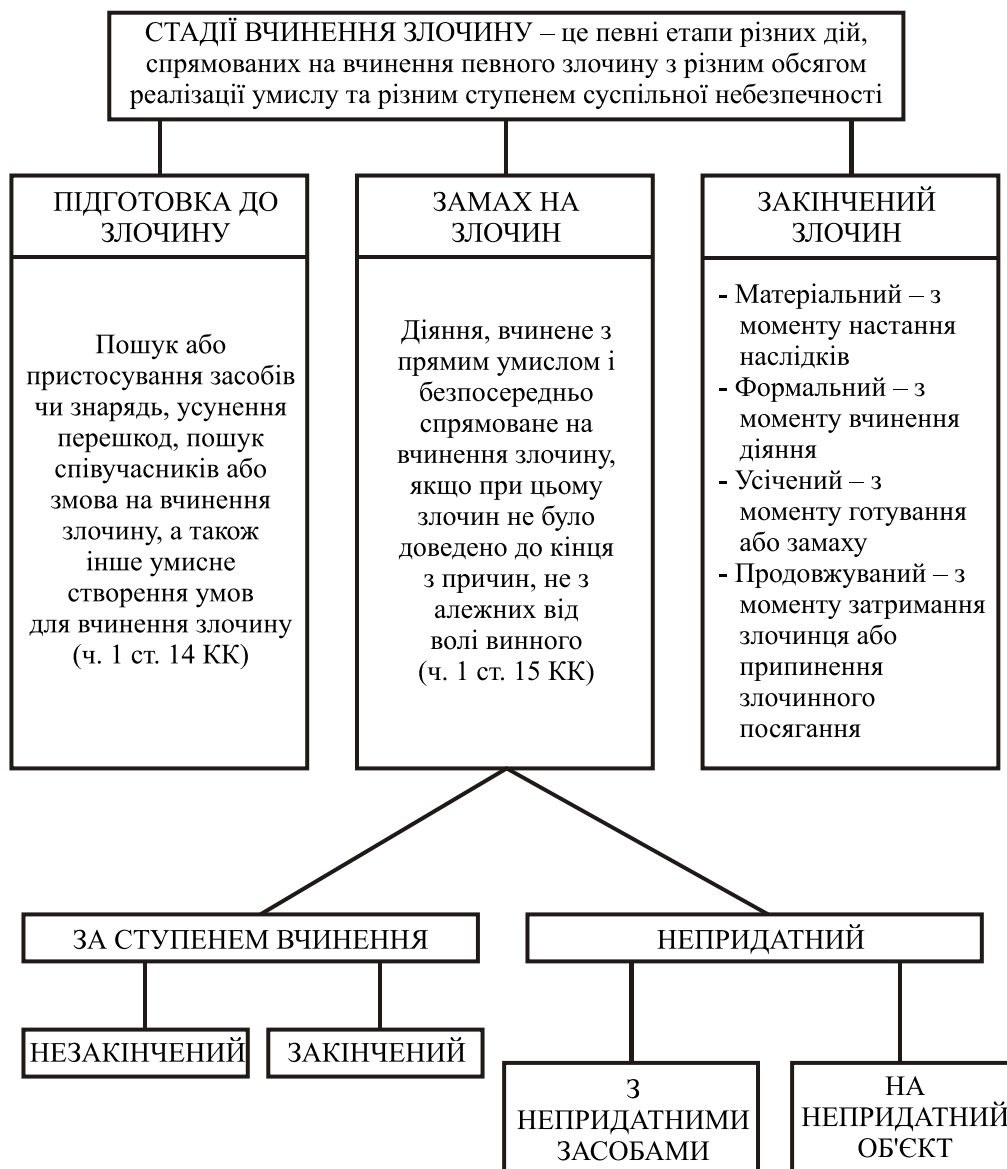 СТАДІЇ ВЧИНЕННЯ ЗЛОЧИНУ – це певні етапи різних дій,
спрямованих на вчинення певного злочину з різним обсягом
реалізації умислу та різним ступенем суспільної небезпечності
ПІДГОТОВКА ДО
ЗЛОЧИНУ
Пошук або
пристосування засобів
чи знарядь, усунення
перешкод, пошук
співучасників або
змова на вчинення
злочину, а також
інше умисне
створення умов
для вчинення злочину
(ч. 1 ст. 14 КК)
ЗАМАХ НА
ЗЛОЧИН
Діяння, вчинене з
прямим умислом і
безпосередньо
спрямоване на
вчинення злочину,
якщо при цьому
злочин не було
доведено до кінця
з причин, не з
алежних від
волі винного
(ч. 1 ст. 15 КК)
ЗАКІНЧЕНИЙ
ЗЛОЧИН
- Матеріальний – з
моменту настання
наслідків
- Формальний – з
моменту вчинення
діяння
- Усічений – з
моменту готування
або замаху
- Продовжуваний – з
моменту затримання
злочинця або
припинення
злочинного
посягання
ЗА СТУПЕНЕМ ВЧИНЕННЯ
НЕЗАКІНЧЕНИЙ
ЗАКІНЧЕНИЙ
НЕПРИДАТНИЙ
З
НЕПРИДАТНИМИ
ЗАСОБАМИ
НА
НЕПРИДАТНИЙ
ОБ'ЄКТ